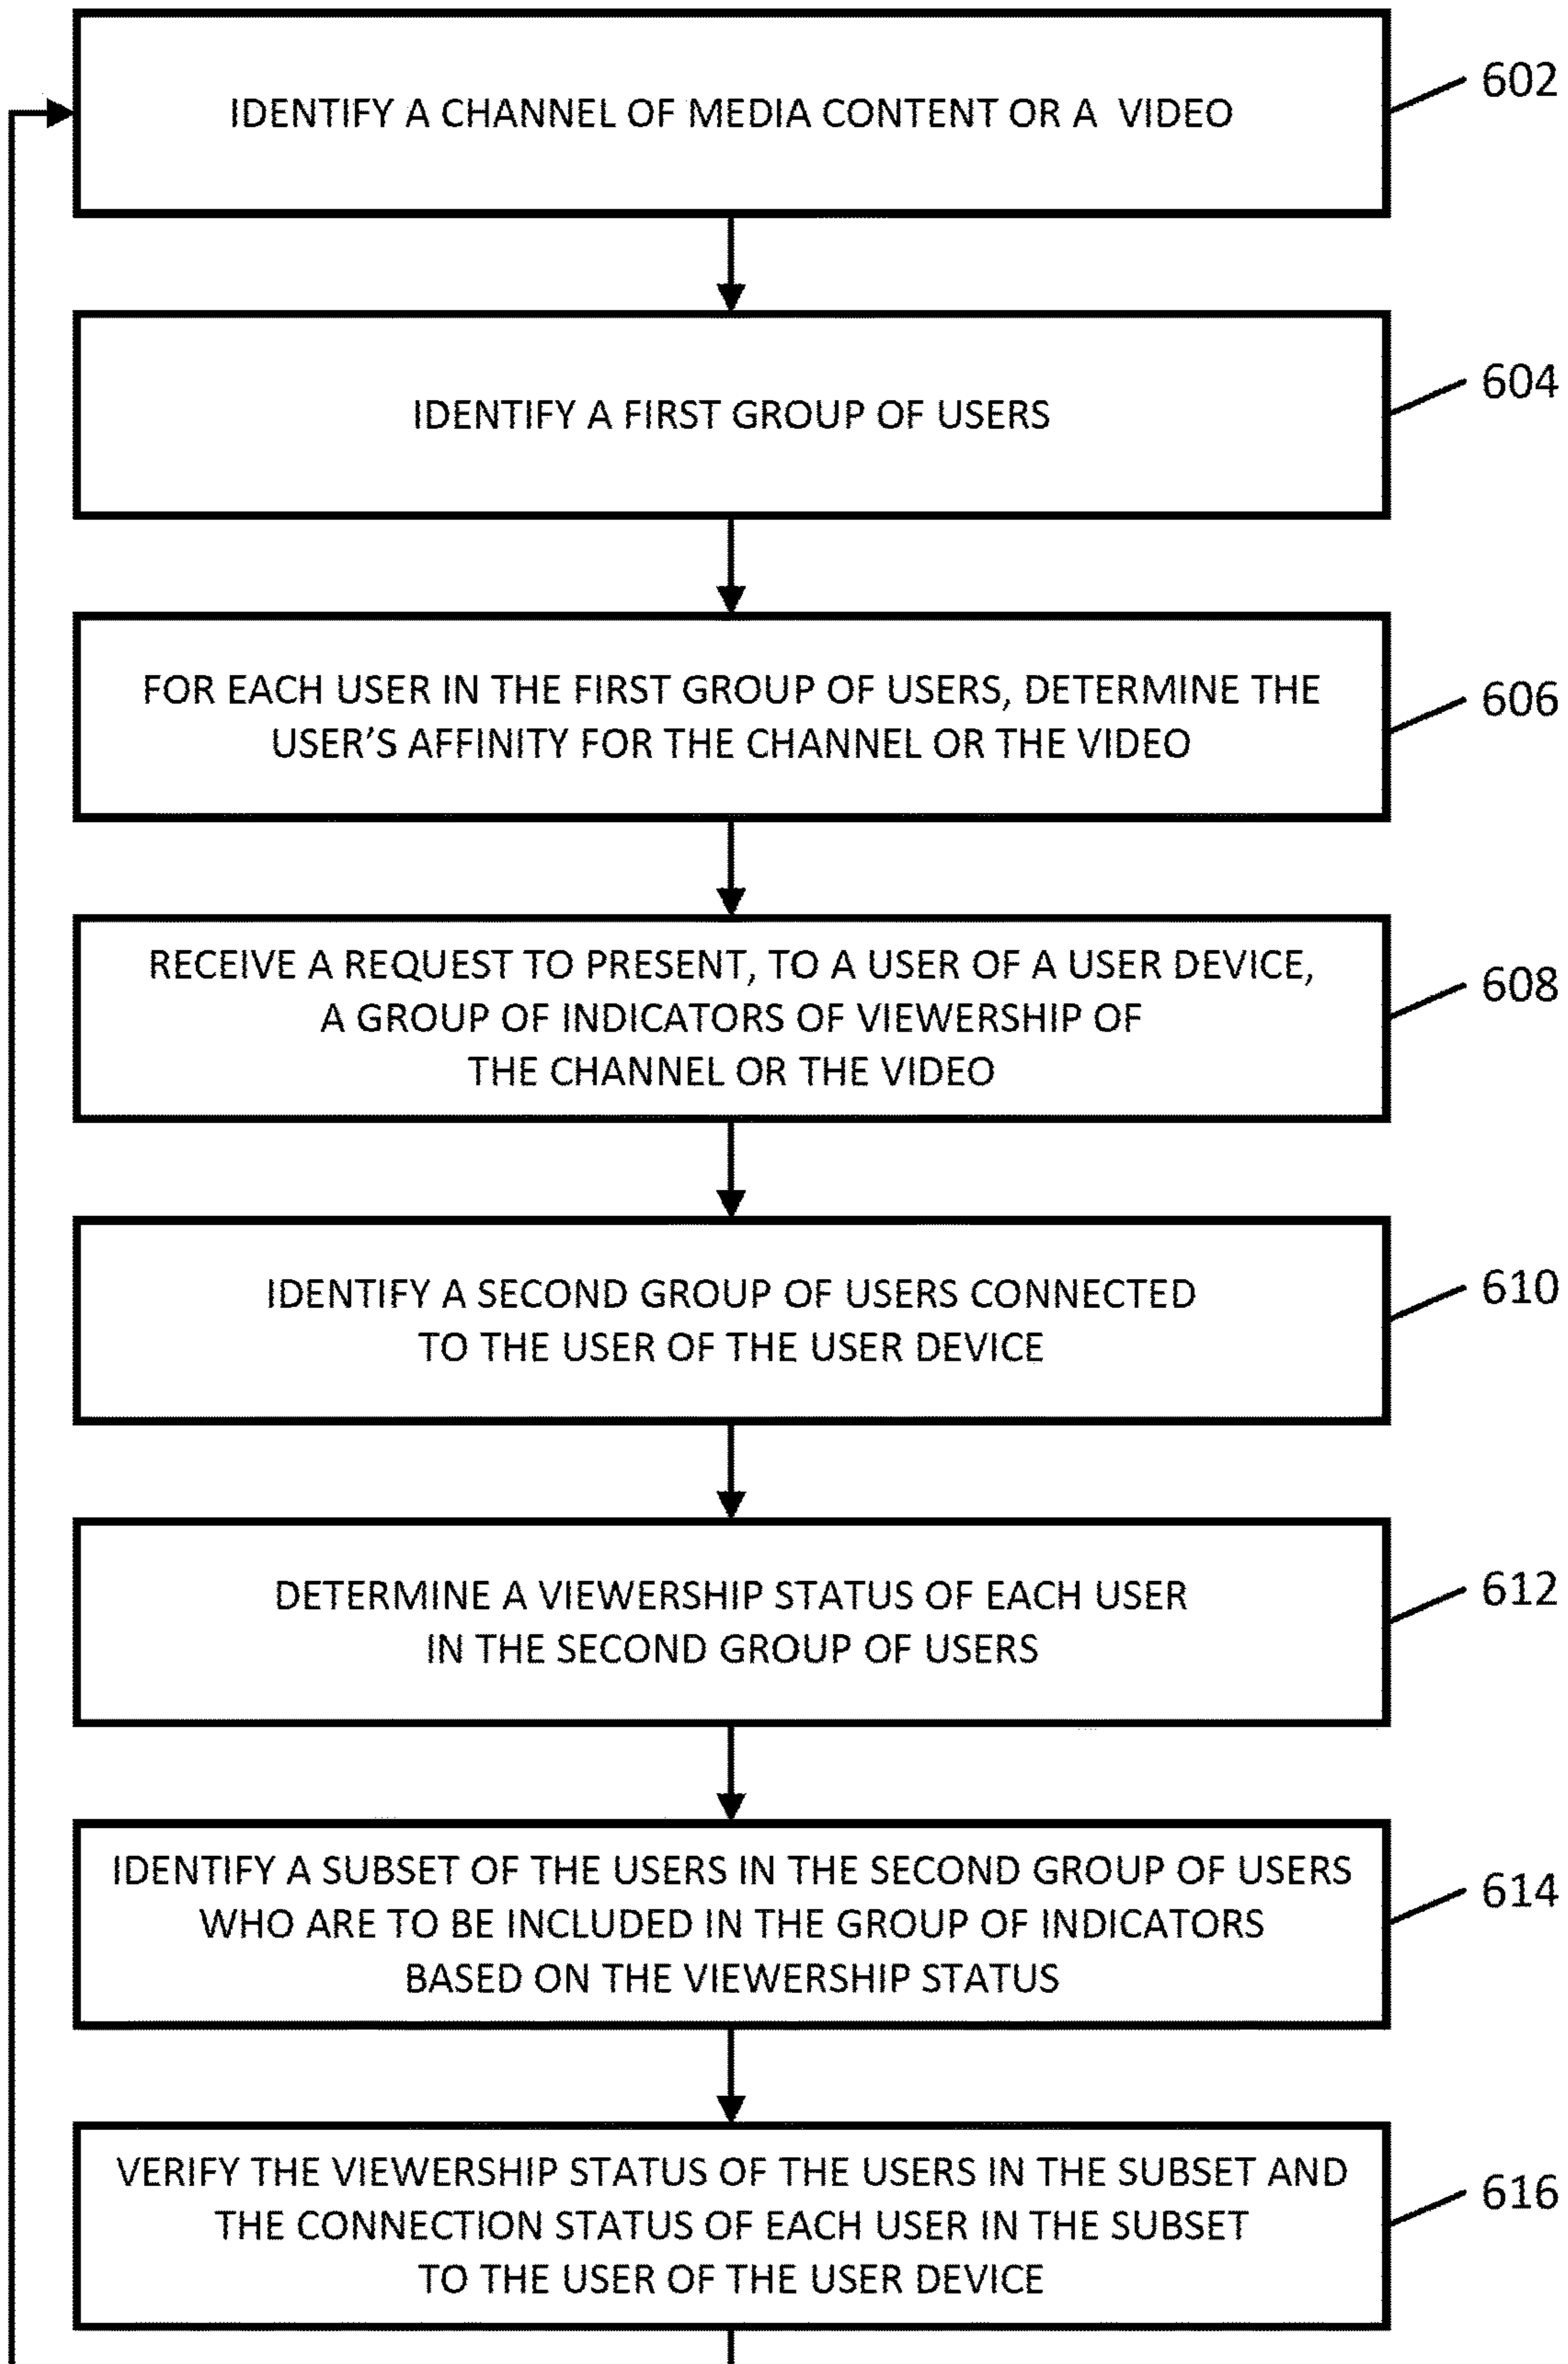 IDENTIFY A CHANNEL OF MEDIA CONTENT OR A VIDEO
602
IDENTIFY A FIRST GROUP OF USERS
604
FOR EACH USER IN THE FIRST GROUP OF USERS, DETERMINE THE
USER'S AFFINITY FOR THE CHANNEL OR THE VIDEO
606
RECEIVE A REQUEST TO PRESENT, TO A USER OF A USER DEVICE,
A GROUP OF INDICATORS OF VIEWERSHIP OF
THE CHANNEL OR THE VIDEO
608
IDENTIFY A SECOND GROUP OF USERS CONNECTED
TO THE USER OF THE USER DEVICE
610
DETERMINE A VIEWERSHIP STATUS OF EACH USER
IN THE SECOND GROUP OF USERS
612
IDENTIFY A SUBSET OF THE USERS IN THE SECOND GROUP OF USERS
WHO ARE TO BE INCLUDED IN THE GROUP OF INDICATORS
BASED ON THE VIEWERSHIP STATUS
614
VERIFY THE VIEWERSHIP STATUS OF THE USERS IN THE SUBSET AND
THE CONNECTION STATUS OF EACH USER IN THE SUBSET
TO THE USER OF THE USER DEVICE
616